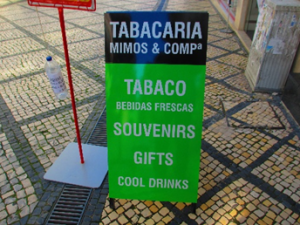 TABACARIA
MIMOS & COMPª
TABACO
BEBIDAS FRESCAS
SOUVENIRS
GIFTS
COOL DRINKS